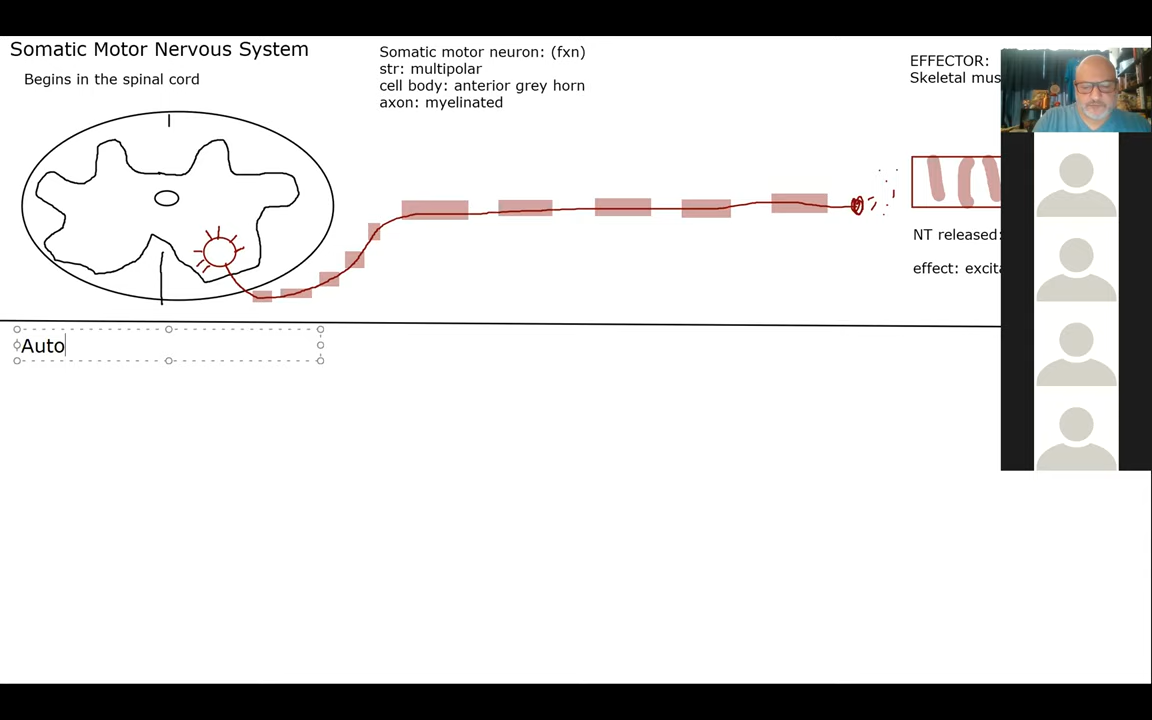 Somatic Motor Nervous System
Begins in the spinal cord
Somatic motor neuron: (fxn)
str: multipolar
cell body: anterior grey horn
axon: myelinated
EFFECTOR:
Skeletal mus
NT released:
effect: excita
Auto